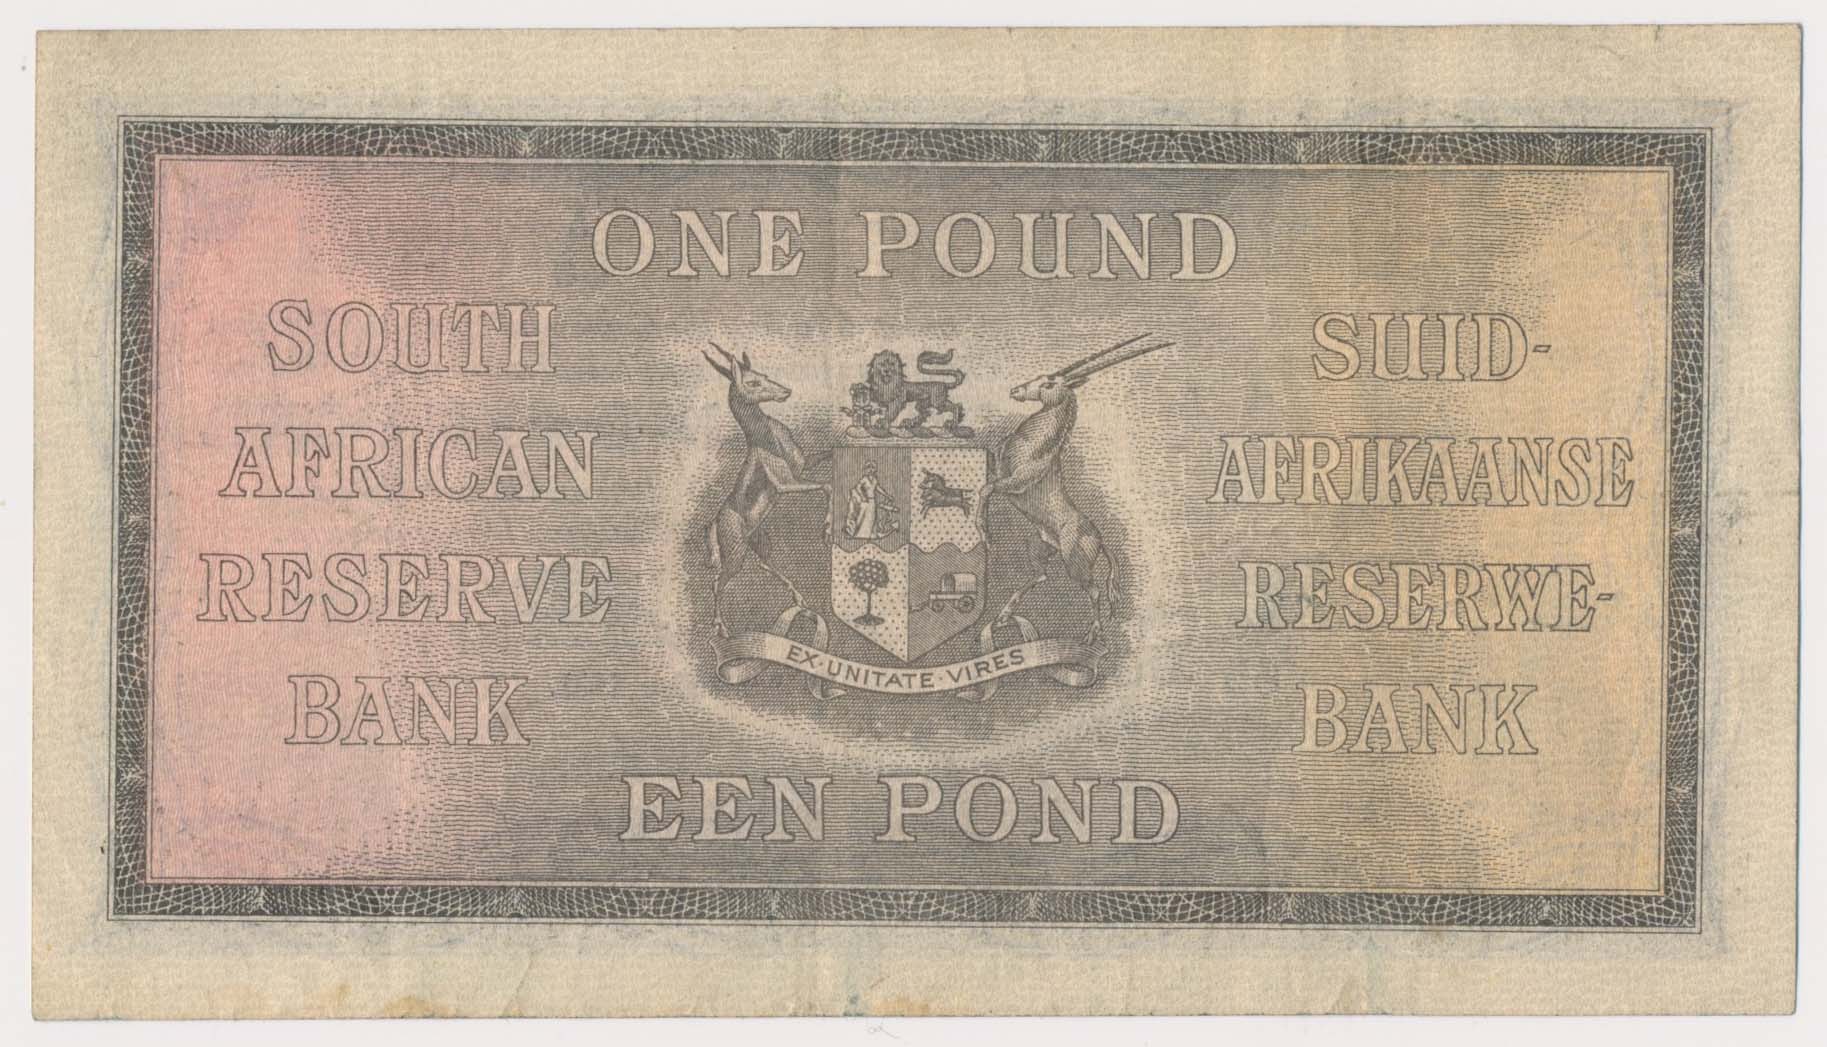 ONE POUND
SOUTH
AFRICAN
RESERVE
BANK
SUID-
AFRIKAANSE
RESERWE-
BANK
EX·UNITATE·VIRES
EEN POND